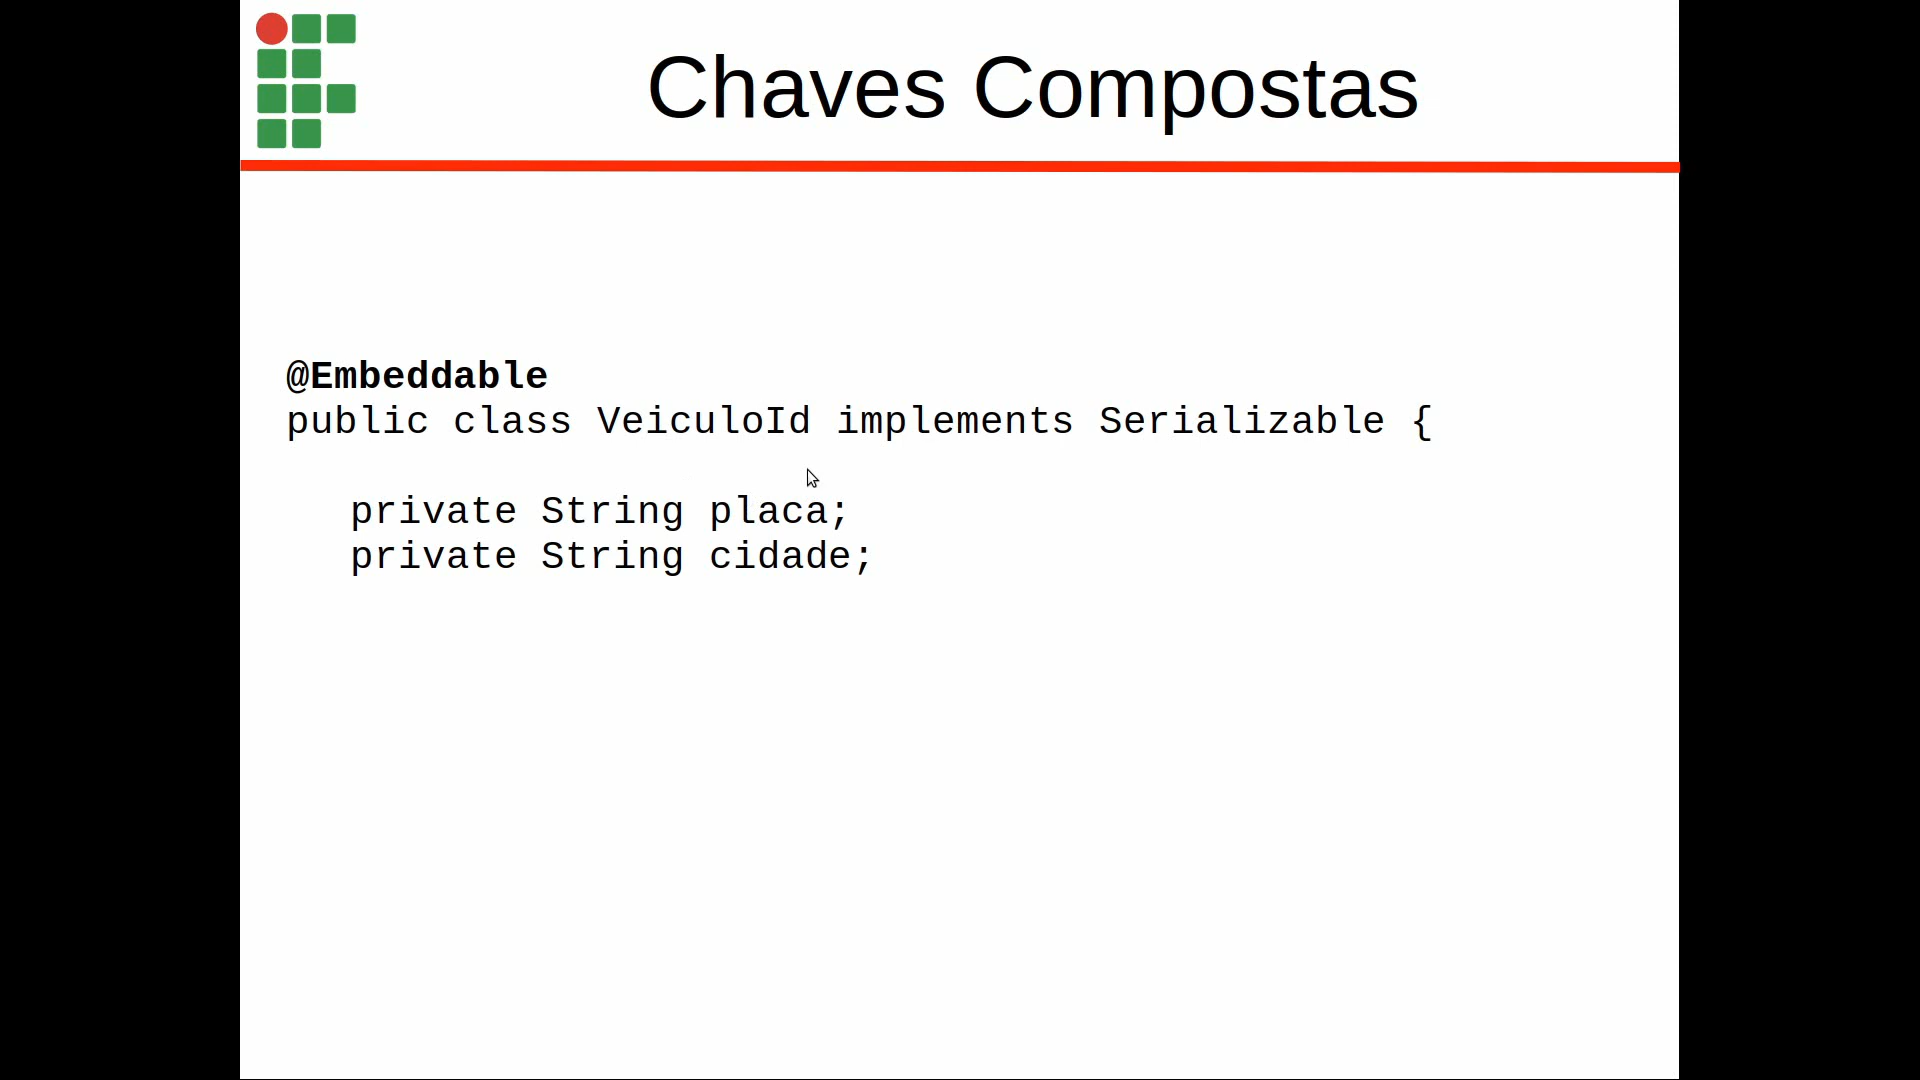 Chaves Compostas
@Embeddable
public class VeiculoId implements Serializable {
private String placa;
private String cidade;